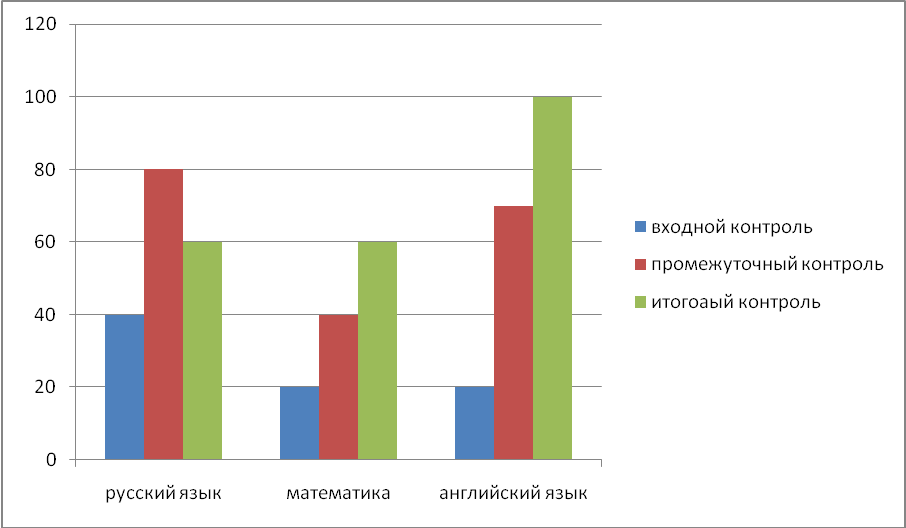 120
100
80
60
40
20
0
русский язык
математика
английский язык
входной контроль
промежуточный контроль
итогоаый контроль